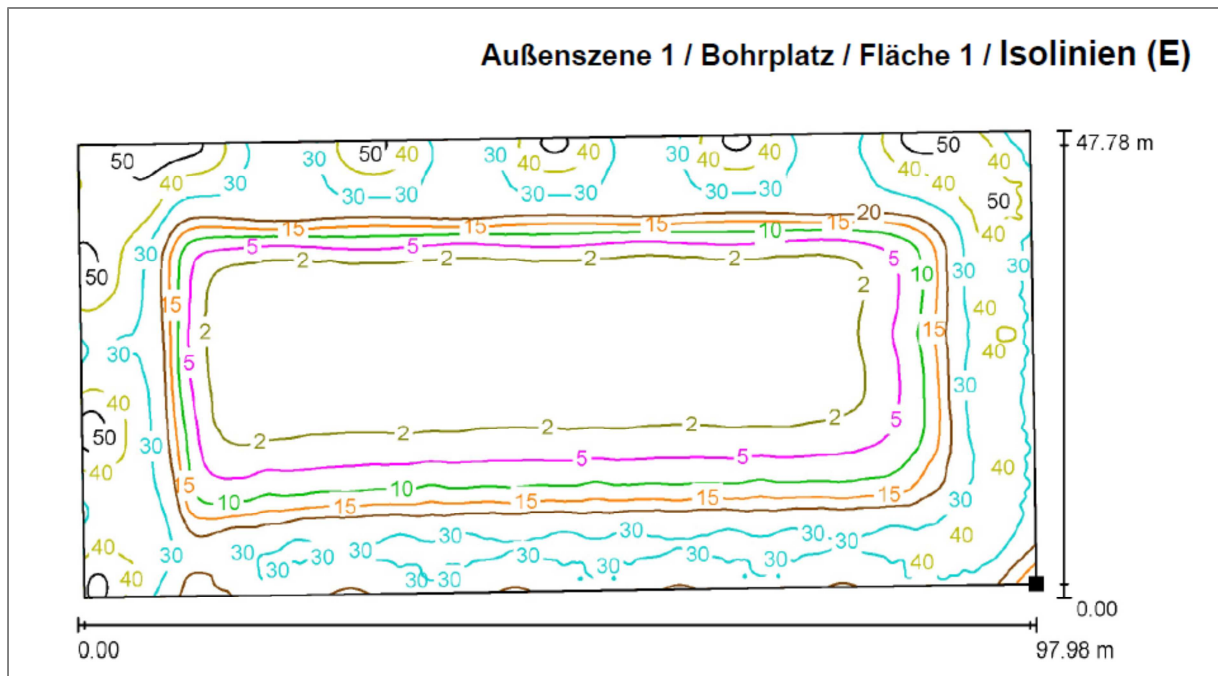 Außenszene 1 / Bohrplatz / Fläche 1 / Isolinien (E)
50 50 40 40 40 50 40
40 30 30 40 30 40 40 40
30 30 30 30 30 30 30 50
20
15 15 15 15 40
30 5 5 10 5 30 30
50 2 2 2 2 10
2
15 40
2 15
30 5 40
30
40
50 2 2 2 2 2 5
30
40 5 5 40
15 10 10 15 15 15 15 30
40 30 30 30 30 30 40
30 30 30 30 30 30 40
40 30 30 30 30
47.78 m
0.00
0.00 97.98 m